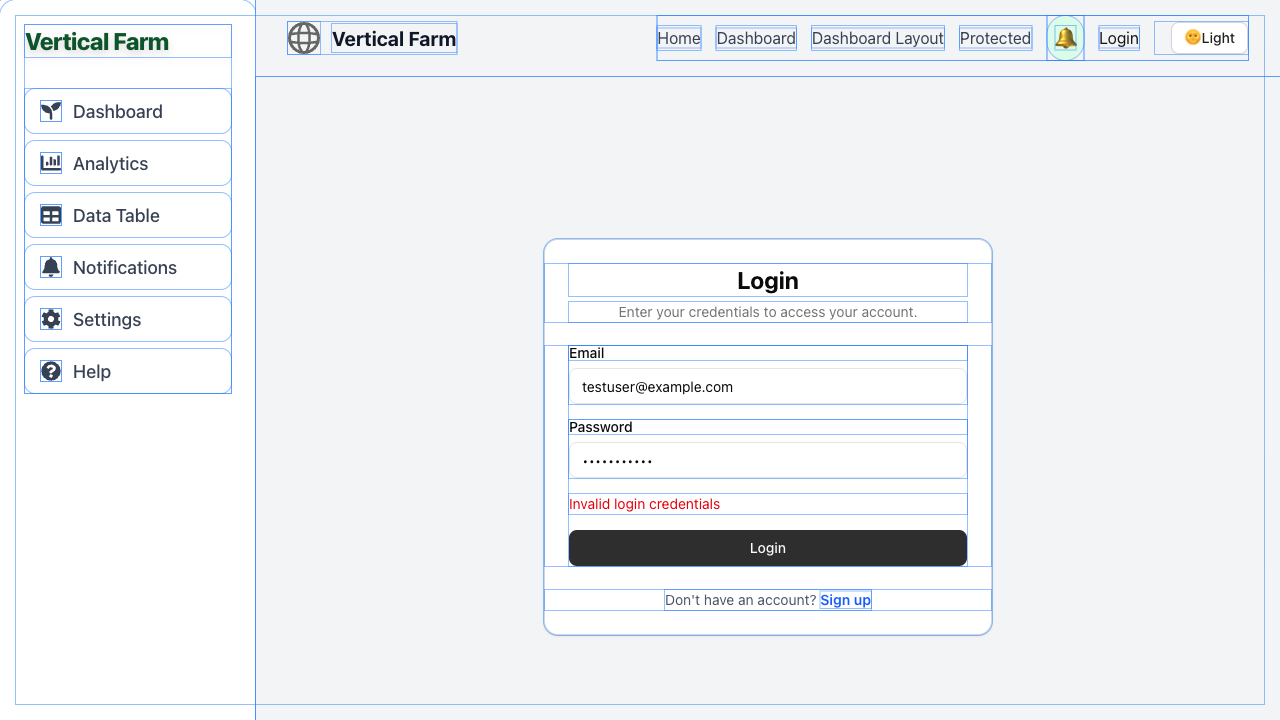 Vertical Farm
Dashboard
Analytics
Data Table
Notifications
Settings
Help
Vertical Farm
Home
Dashboard
Dashboard Layout
Protected
Login
Light
Login
Enter your credentials to access your account.
Email
testuser@example.com
Password
•••••••••••
Invalid login credentials
Login
Don't have an account? Sign up